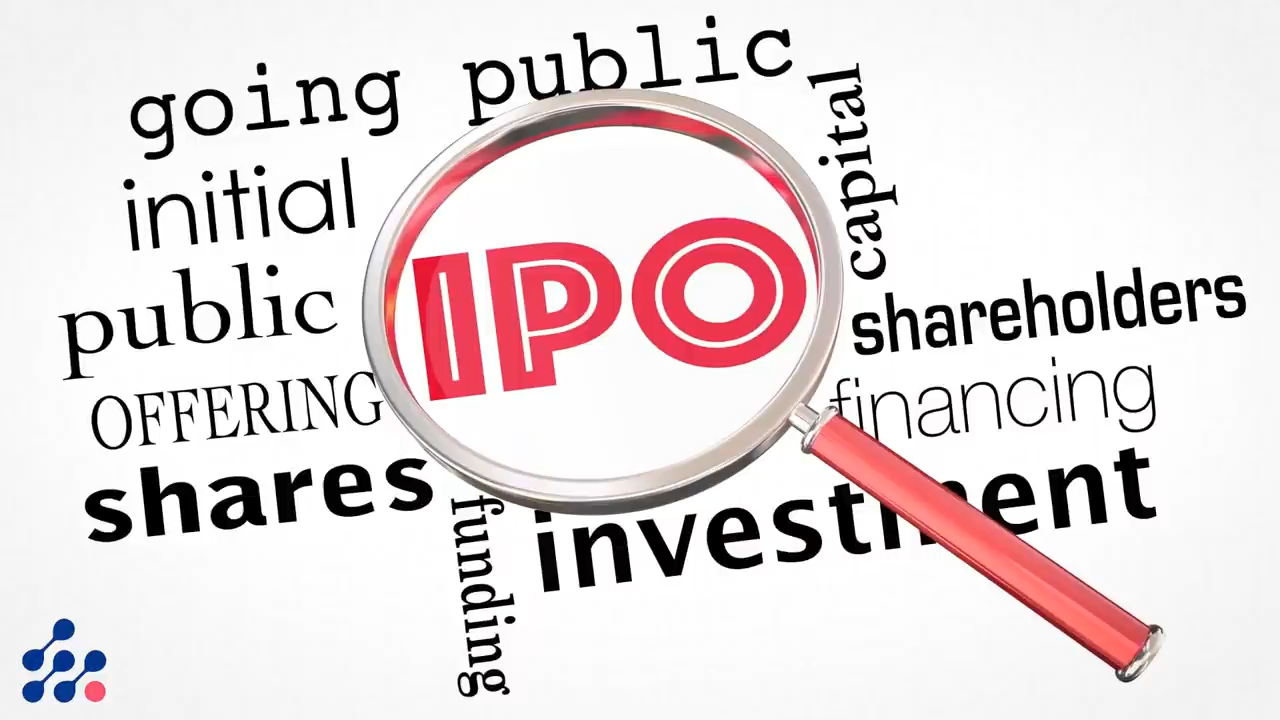 going public
initial
public
OFFERING
shares
funding
IPO
capital
shareholders
financing
investment